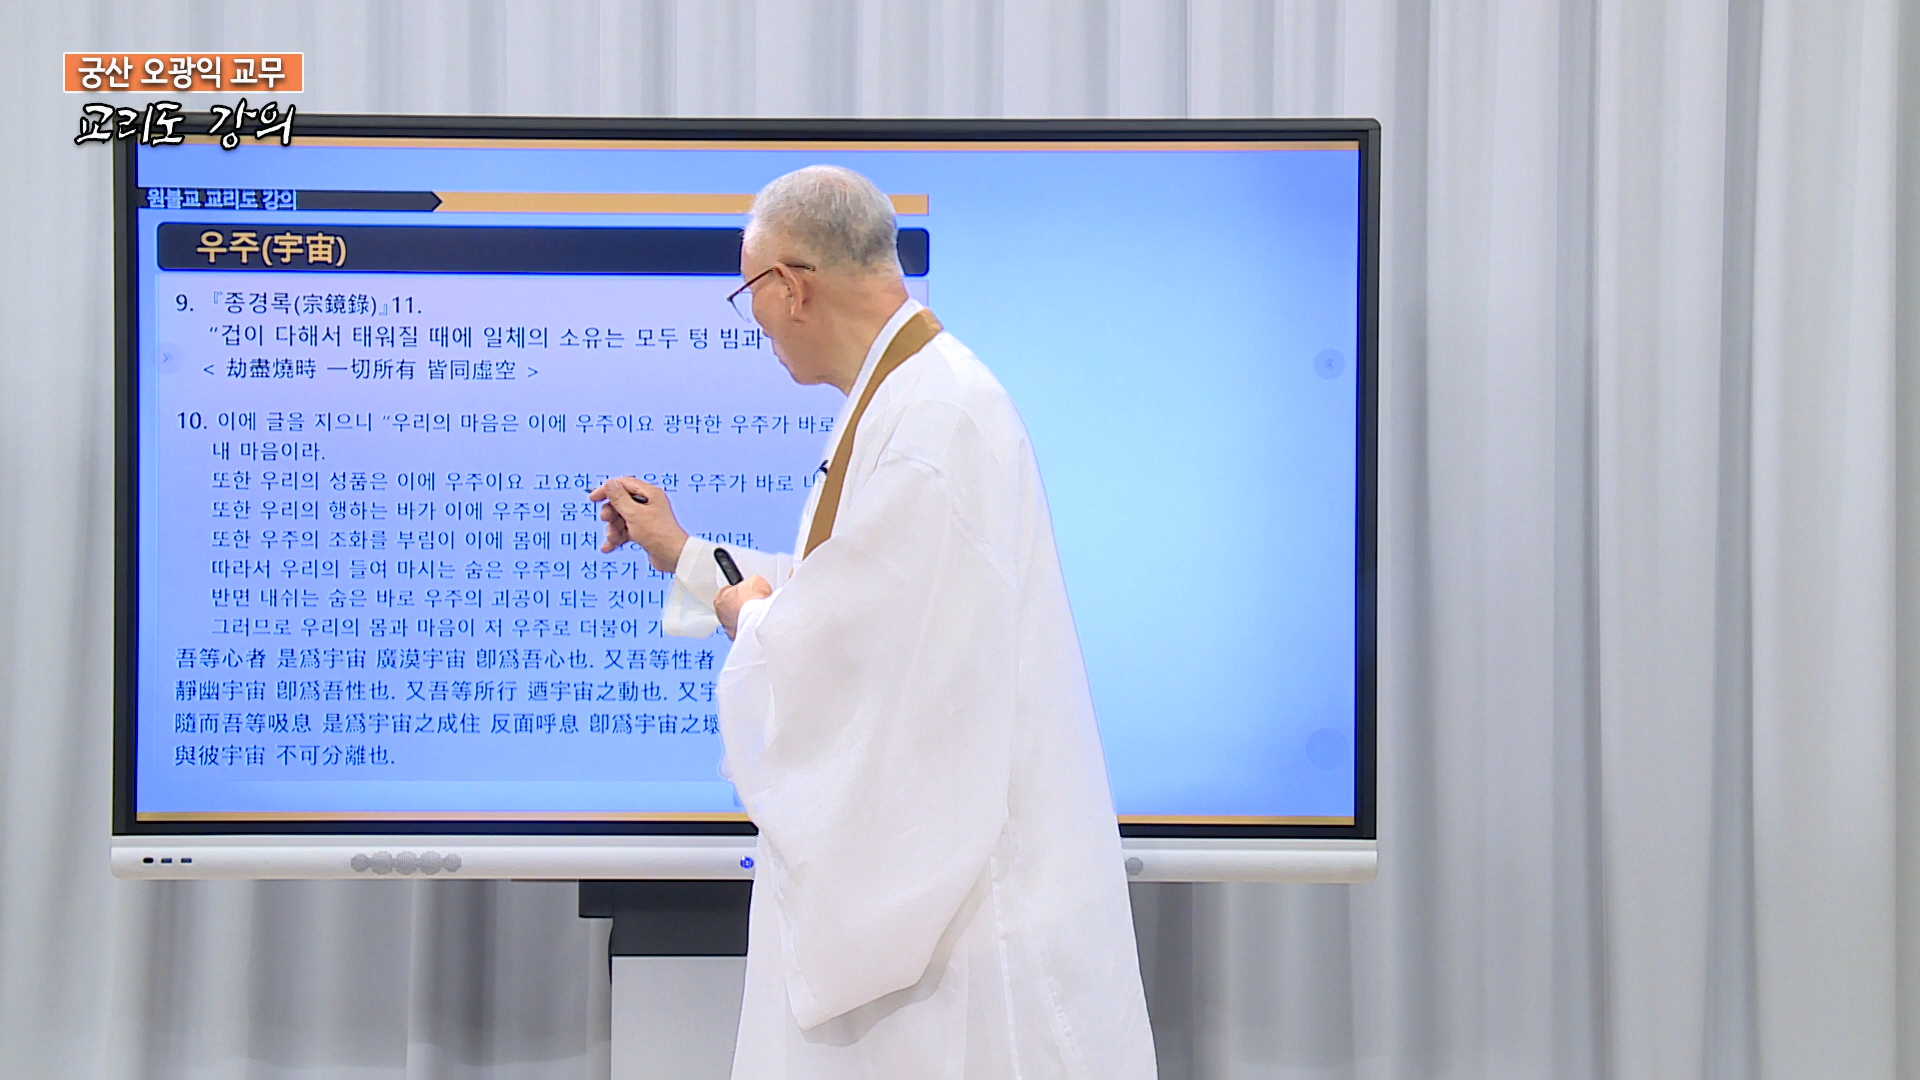 궁산 오광익 교무
교리도 강의
원불교 교리도 강의
우주(宇宙)
9. 『종경록(宗鏡錄)』11.
“겁이 다해서 태워질 때에 일체의 소유는 모두 텅 빔과
< 劫盡燒時 一切所有 皆同虛空 >
10. 이에 글을 지으니 “우리의 마음은 이에 우주이요 광막한 우주가 바로
내 마음이라.
또한 우리의 성품은 이에 우주이요 고요하고 한 우주가 바로
또한 우리의 행하는 바가 이에 우주의 움직
또한 우주의 조화를 부림이 이에 몸에 미쳐 것이라.
따라서 우리의 들여 마시는 숨은 우주의 성주가
반면 내쉬는 숨은 바로 우주의 괴공이 되는 것이니
그러므로 우리의 몸과 마음이 저 우주로 더불어
吾等心者 是爲宇宙 廣漠宇宙 卽爲吾心也. 又吾等性者
靜幽宇宙 卽爲吾性也. 又吾等所行 迺宇宙之動也. 又宇
隨而吾等吸息 是爲宇宙之成住 反面呼息 卽爲宇宙之壞
與彼宇宙 不可分離也.